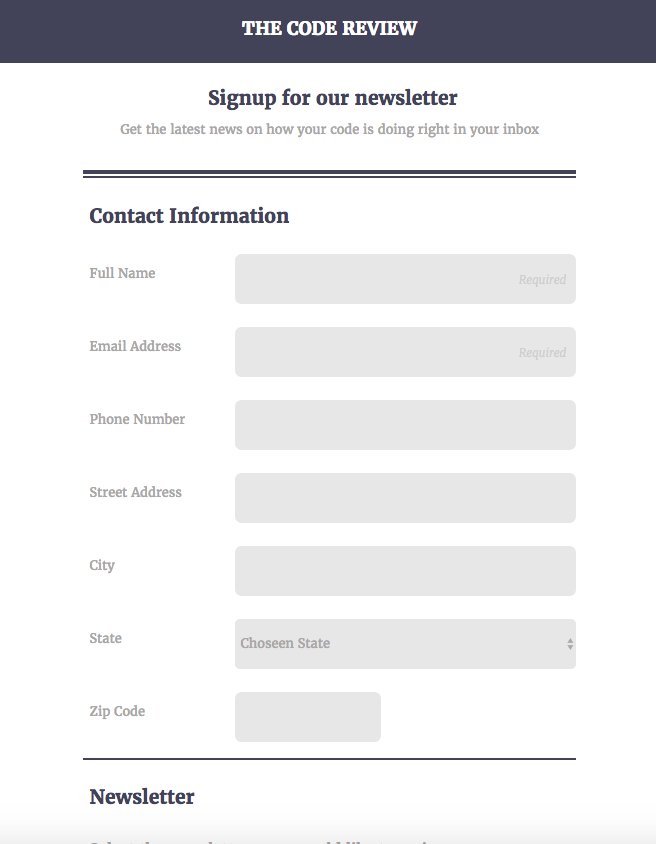 THE CODE REVIEW
Signup for our newsletter
Get the latest news on how your code is doing right in your inbox
Contact Information
Full Name
Required
Email Address
Required
Phone Number
Street Address
City
State
Choseen State
Zip Code
Newsletter